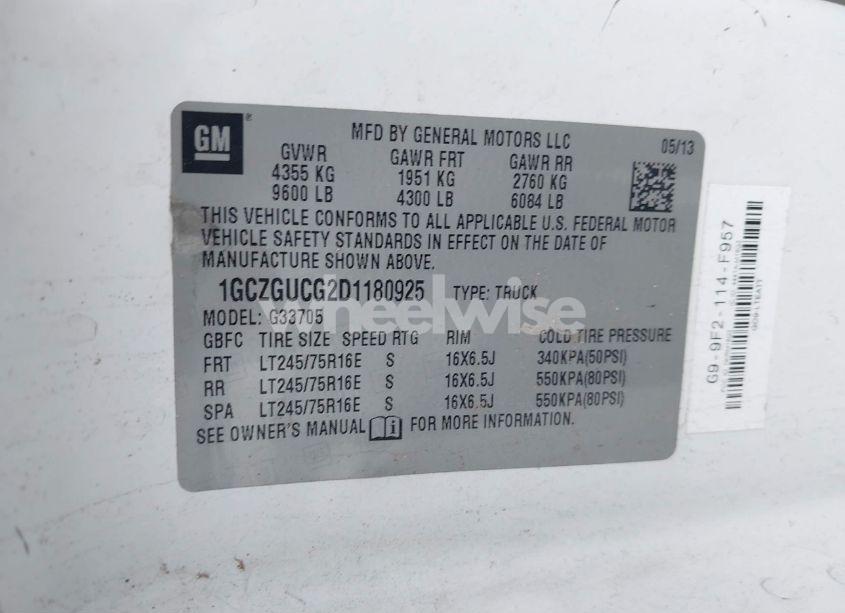 GM
MFD BY GENERAL MOTORS LLC
05/13
GVWR GAWR FRT GAWR RR
4355 KG 1951 KG 2760 KG
9600 LB 4300 LB 6084 LB
THIS VEHICLE CONFORMS TO ALL APPLICABLE U.S. FEDERAL MOTOR
VEHICLE SAFETY STANDARDS IN EFFECT ON THE DATE OF
MANUFACTURE SHOWN ABOVE.
1GCZGUCG2D1180925 TYPE: TRUCK
MODEL: G33705
wheelwise
GBFC TIRE SIZE SPEED RTG RIM COLD TIRE PRESSURE
FRT LT245/75R16E S 16X6.5J 340KPA(50PSI)
RR LT245/75R16E S 16X6.5J 550KPA(80PSI)
SPA LT245/75R16E S 16X6.5J 550KPA(80PSI)
SEE OWNER'S MANUAL i FOR MORE INFORMATION.
G9-9F2-114-F957